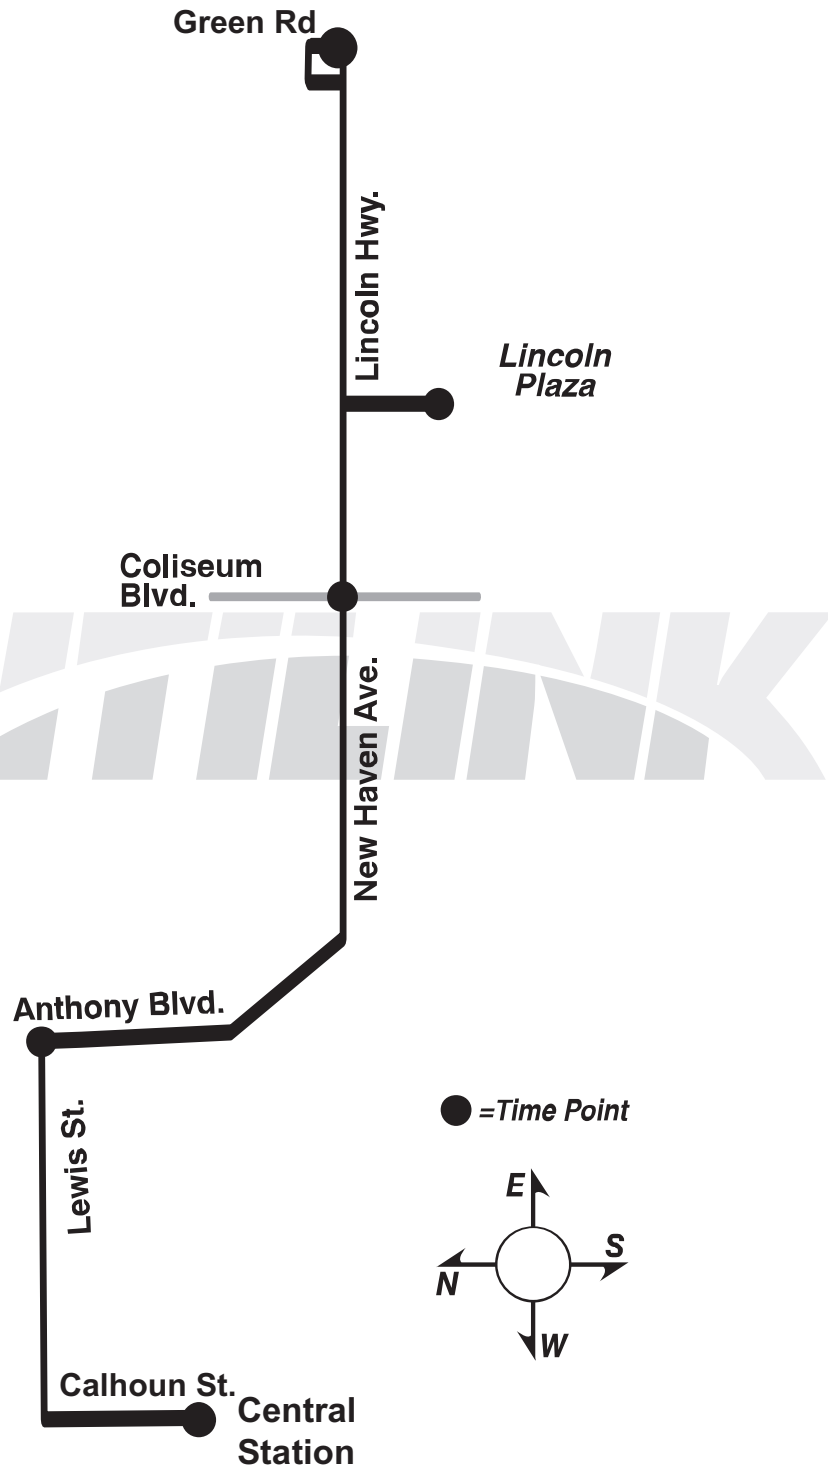 Green Rd
Lincoln Hwy.
Lincoln
Plaza
Coliseum
Blvd.
TILINK
New Haven Ave.
Anthony Blvd.
Lewis St.
=Time Point
E
N
S
W
Calhoun St.
Central
Station